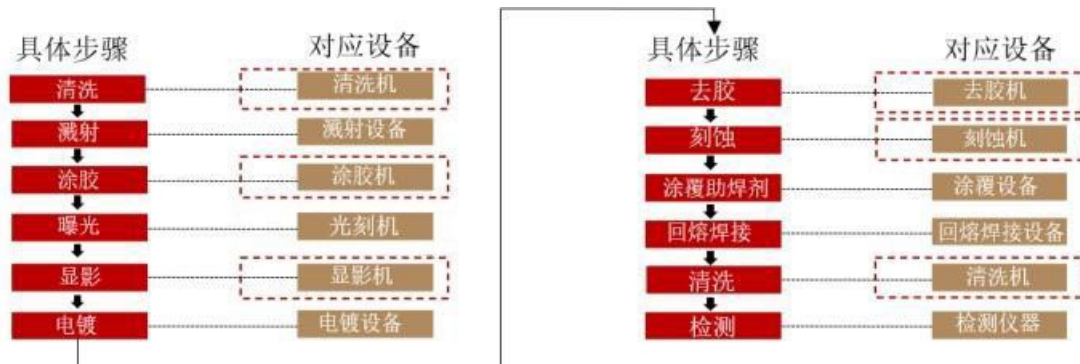 具体步骤 对应设备
清洗 清洗机
溅射 溅射设备
涂胶 涂胶机
曝光 光刻机
显影 显影机
电镀 电镀设备
具体步骤 对应设备
去胶 去胶机
刻蚀 刻蚀机
涂覆助焊剂 涂覆设备
回熔焊接 回熔焊接设备
清洗 清洗机
检测 检测仪器